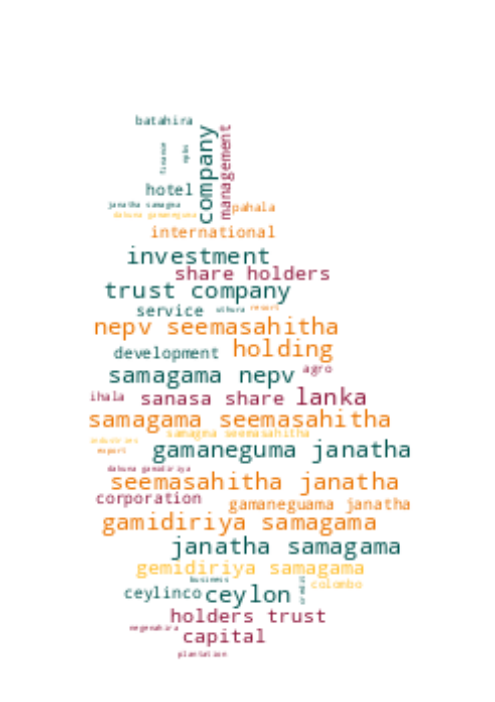 batahira
finance
company
management
hotel
janatha samagna
dakuna gamaneguma
pahala
international
investment
share holders
trust company
service
uthura
resort
nepv seemasahitha
development
holding
samagama nepv
agro
ihala
sanasa share
lanka
samagama seemasahitha
samagma seemasahitha
industries
export
gamaneguma janatha
dakuna gamidiriya
seemasahitha janatha
corporation
gamaneguama janatha
gamidiriya samagama
janatha samagama
gemidiriya samagama
business
credit
colombo
ceylinco
ceylon
holders trust
negenahira
capital
plantation